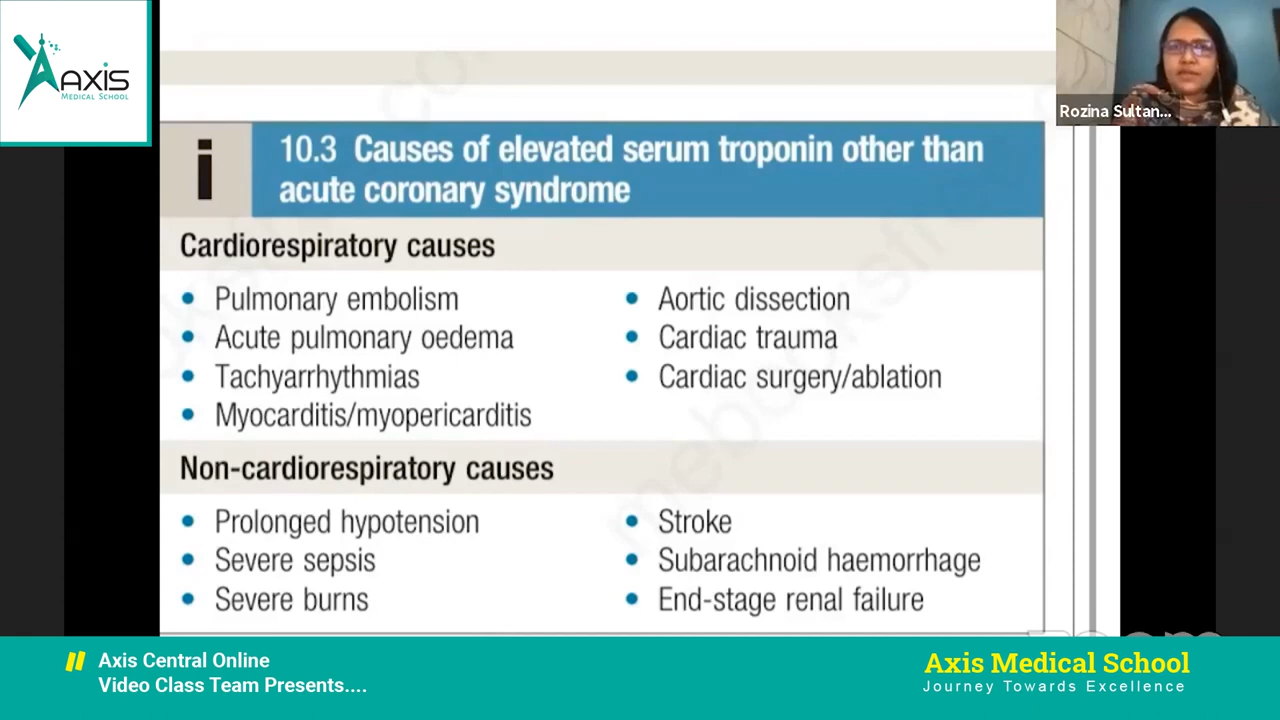 AXIS
MEDICAL SCHOOL
Rozina Sultan...
i
10.3 Causes of elevated serum troponin other than
acute coronary syndrome
Cardiorespiratory causes
• Pulmonary embolism
• Acute pulmonary oedema
• Tachyarrhythmias
• Myocarditis/myopericarditis
• Aortic dissection
• Cardiac trauma
• Cardiac surgery/ablation
Non-cardiorespiratory causes
• Prolonged hypotension
• Severe sepsis
• Severe burns
• Stroke
• Subarachnoid haemorrhage
• End-stage renal failure
Axis Central Online
Video Class Team Presents....
Axis Medical School
Journey Towards Excellence